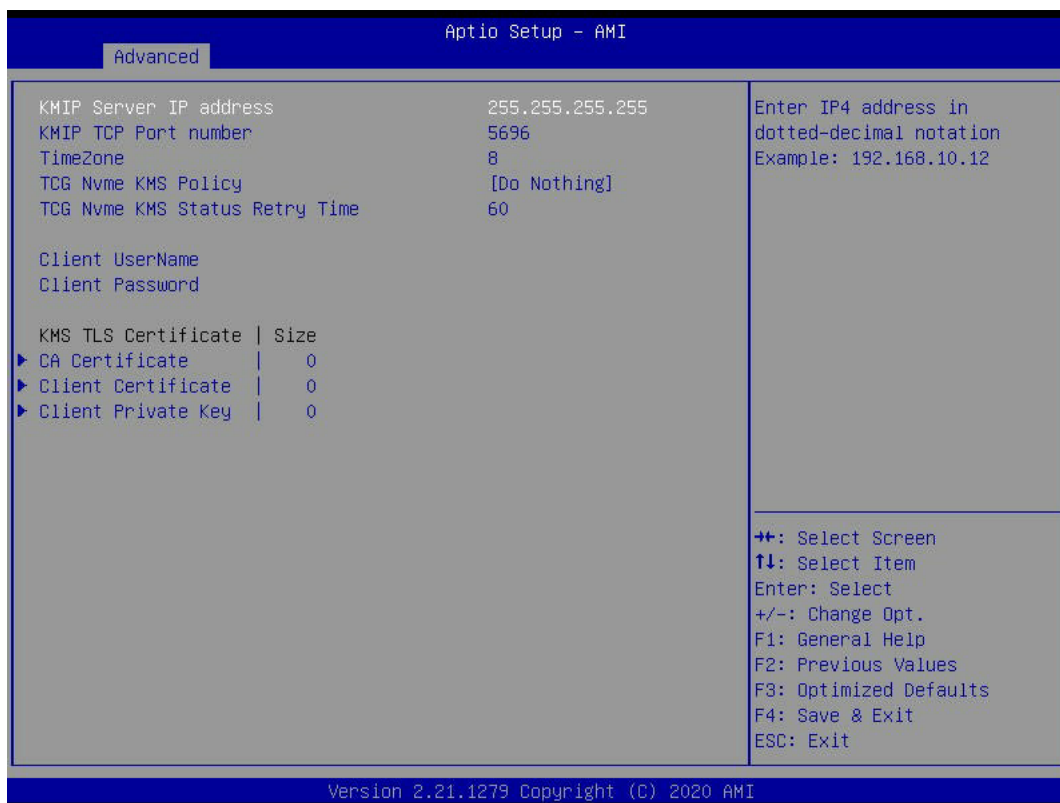 Aptio Setup – AMI
Advanced
KMIP Server IP address 255.255.255.255
KMIP TCP Port number 5696
TimeZone 8
TCG Nvme KMS Policy [Do Nothing]
TCG Nvme KMS Status Retry Time 60
Client UserName
Client Password
KMS TLS Certificate | Size
CA Certificate | 0
Client Certificate | 0
Client Private Key | 0
Enter IP4 address in
dotted-decimal notation
Example: 192.168.10.12
→←: Select Screen
↑↓: Select Item
Enter: Select
+/-: Change Opt.
F1: General Help
F2: Previous Values
F3: Optimized Defaults
F4: Save & Exit
ESC: Exit
Version 2.21.1279 Copyright (C) 2020 AMI